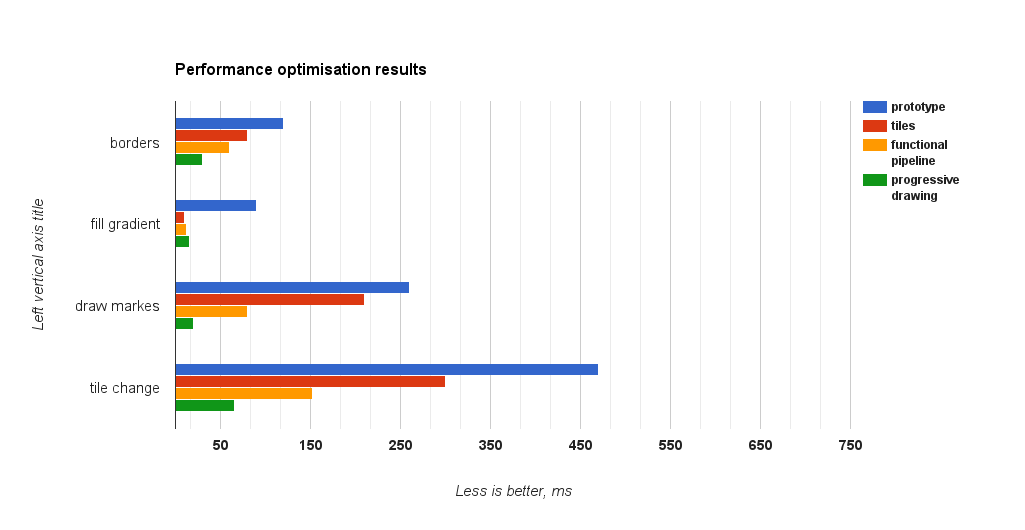 Performance optimisation results
prototype
tiles
functional
pipeline
progressive
drawing
Left vertical axis title
borders
fill gradient
draw markes
tile change
50 150 250 350 450 550 650 750
Less is better, ms